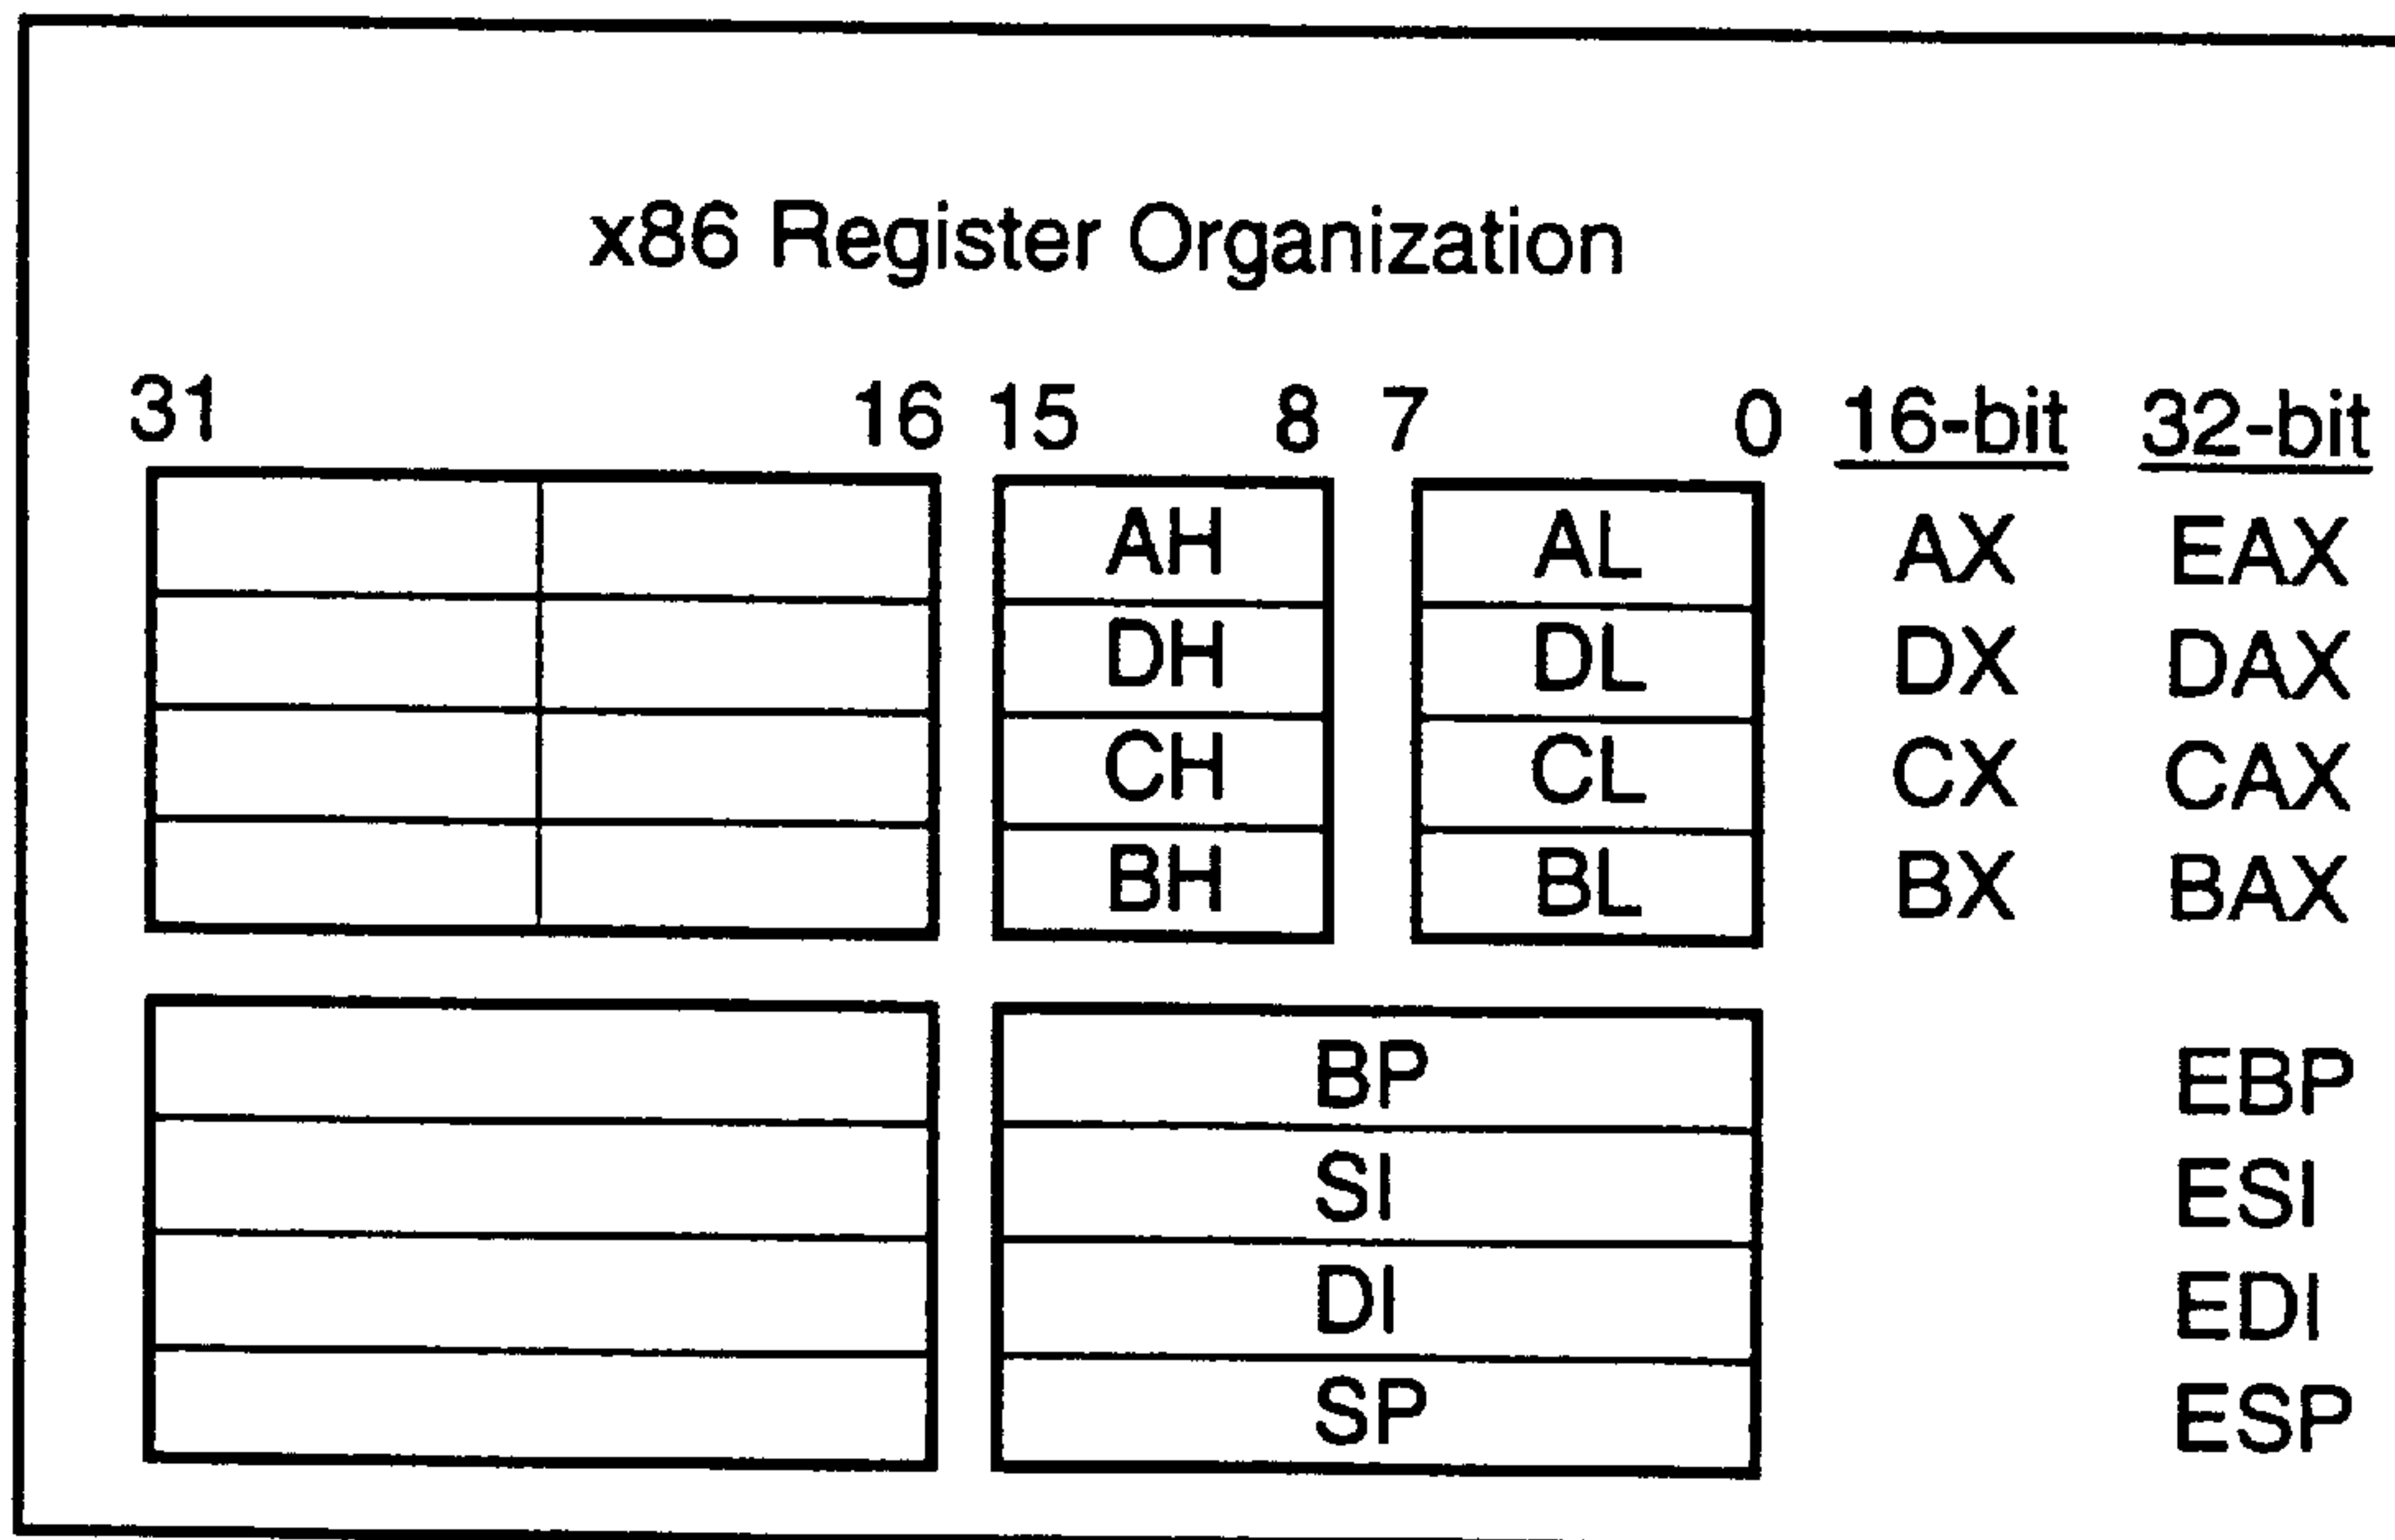 x86 Register Organization
31 16 15 8 7 0 16-bit 32-bit
AH AL AX EAX
DH DL DX DAX
CH CL CX CAX
BH BL BX BAX
BP EBP
SI ESI
DI EDI
SP ESP